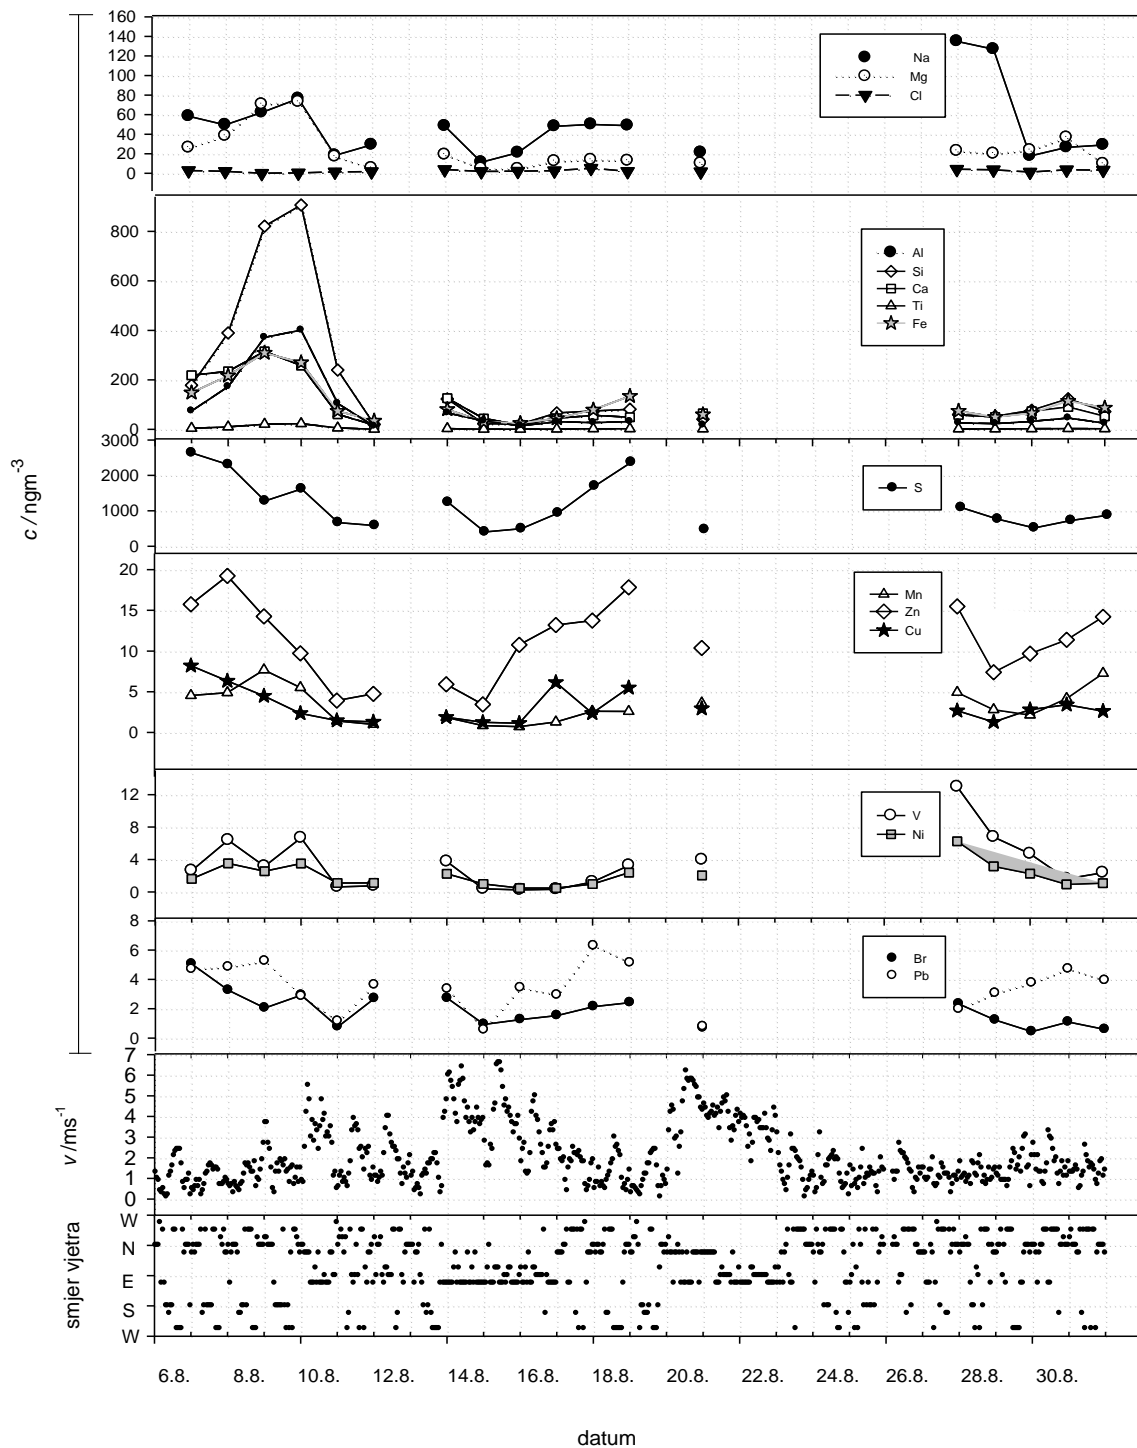 160
140
120
100
80
60
40
20
0
Na
Mg
Cl
800
600
400
200
0
Al
Si
Ca
Ti
Fe
3000
2000
1000
0
S
20
15
10
5
0
Mn
Zn
Cu
12
8
4
0
V
Ni
8
6
4
2
0
Br
Pb
c / ngm⁻³
7
6
5
4
3
2
1
0
v /ms⁻¹
W
N
E
S
W
smjer vjetra
6.8. 8.8. 10.8. 12.8. 14.8. 16.8. 18.8. 20.8. 22.8. 24.8. 26.8. 28.8. 30.8.
datum